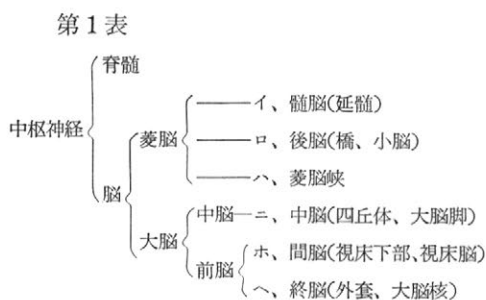 第1表
脊髄
イ、髄脳(延髄)
菱脳
ロ、後脳(橋、小脳)
中枢神経
ハ、菱脳峡
脳
中脳―ニ、中脳(四丘体、大脳脚)
大脳
ホ、間脳(視床下部、視床脳)
前脳
ヘ、終脳(外套、大脳核)